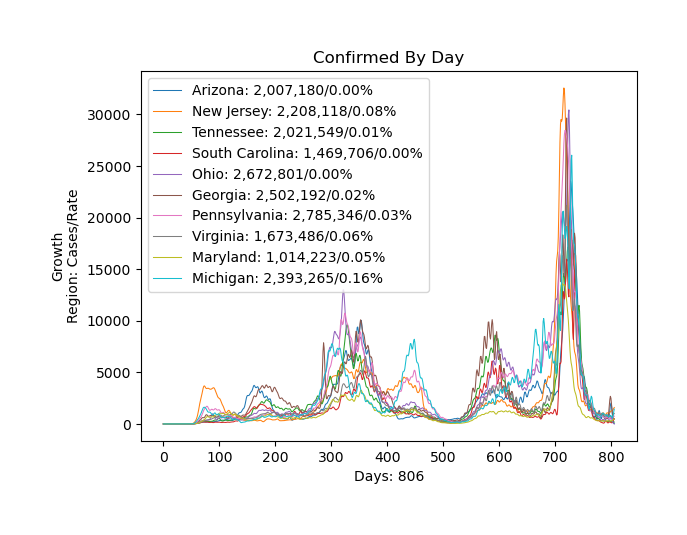 Confirmed By Day
Arizona: 2,007,180/0.00%
New Jersey: 2,208,118/0.08%
Tennessee: 2,021,549/0.01%
South Carolina: 1,469,706/0.00%
Ohio: 2,672,801/0.00%
Georgia: 2,502,192/0.02%
Pennsylvania: 2,785,346/0.03%
Virginia: 1,673,486/0.06%
Maryland: 1,014,223/0.05%
Michigan: 2,393,265/0.16%
Growth
Region: Cases/Rate
30000
25000
20000
15000
10000
5000
0
0 100 200 300 400 500 600 700 800
Days: 806